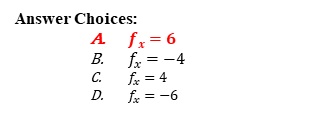 Answer Choices:
A. fₓ = 6
B. fₓ = −4
C. fₓ = 4
D. fₓ = −6